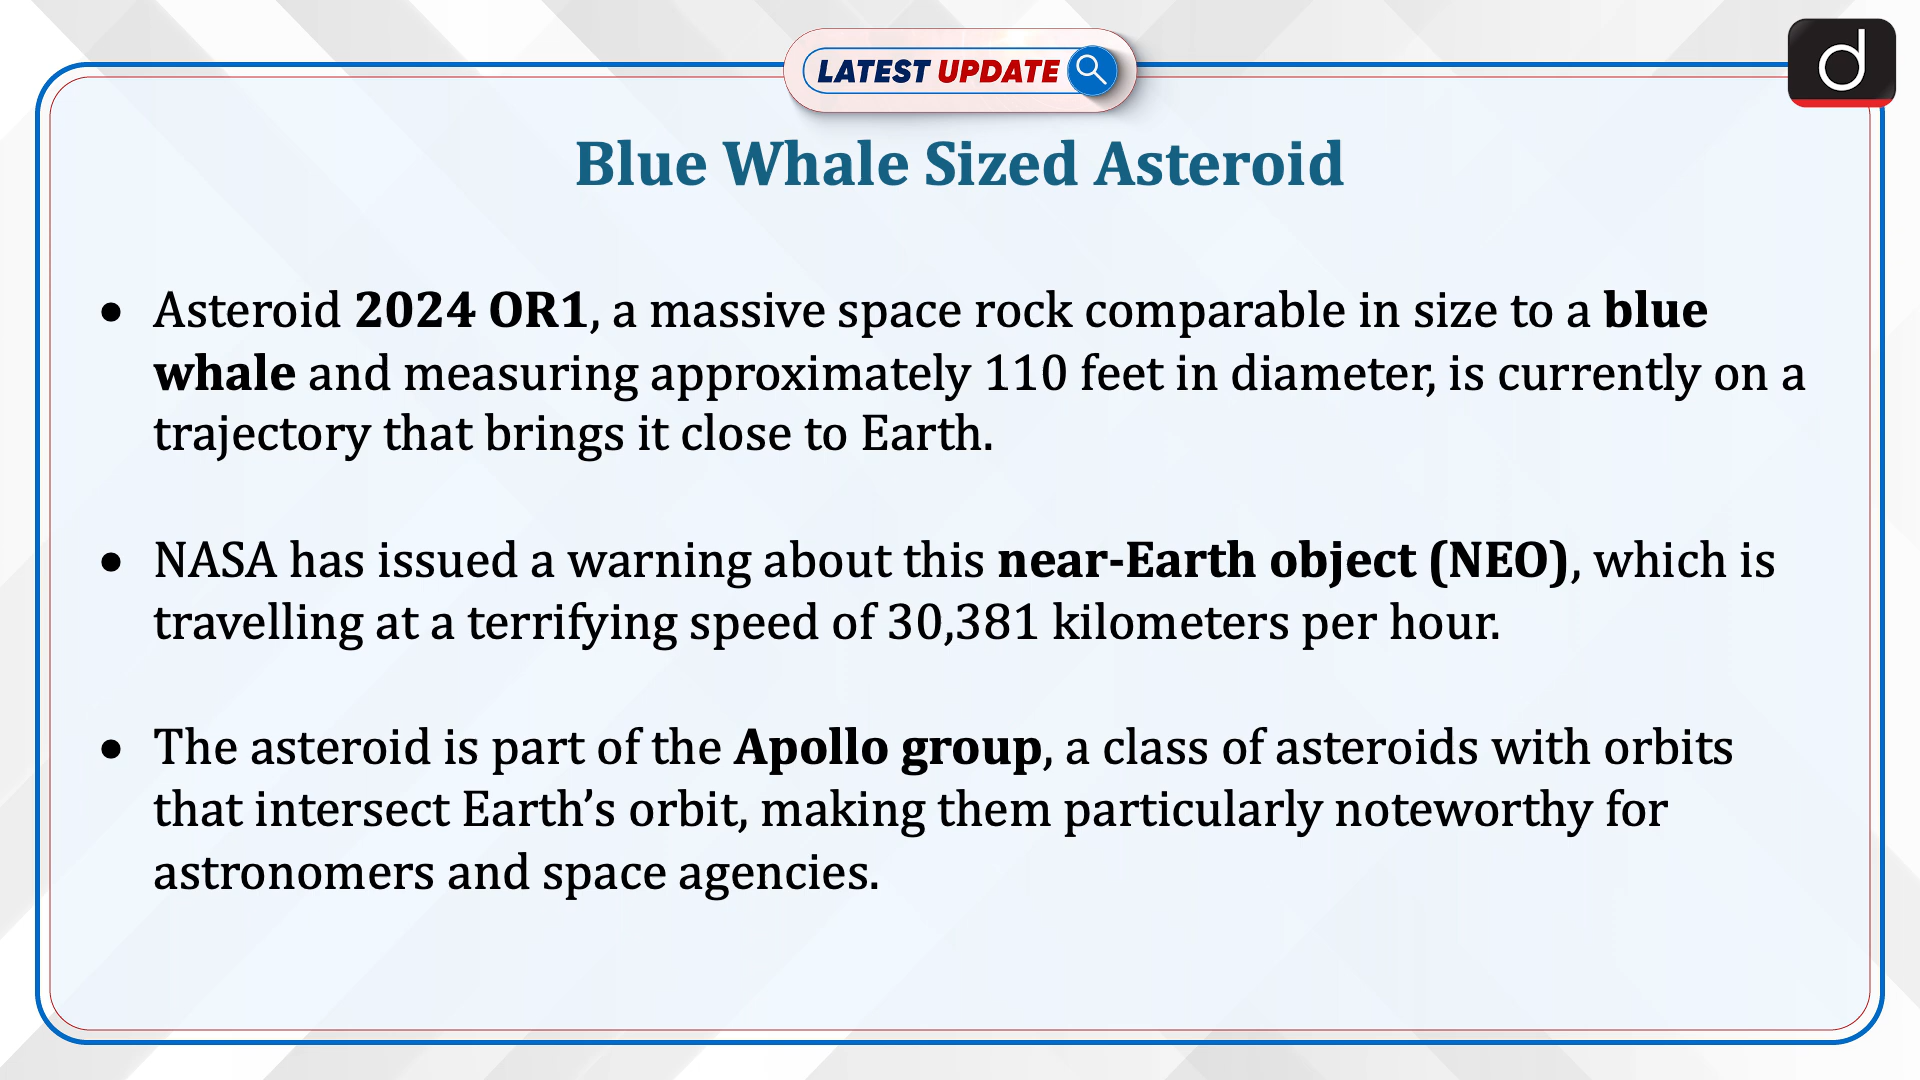 LATEST UPDATE
d
Blue Whale Sized Asteroid
• Asteroid 2024 OR1, a massive space rock comparable in size to a blue
whale and measuring approximately 110 feet in diameter, is currently on a
trajectory that brings it close to Earth.
• NASA has issued a warning about this near-Earth object (NEO), which is
travelling at a terrifying speed of 30,381 kilometers per hour.
• The asteroid is part of the Apollo group, a class of asteroids with orbits
that intersect Earth’s orbit, making them particularly noteworthy for
astronomers and space agencies.